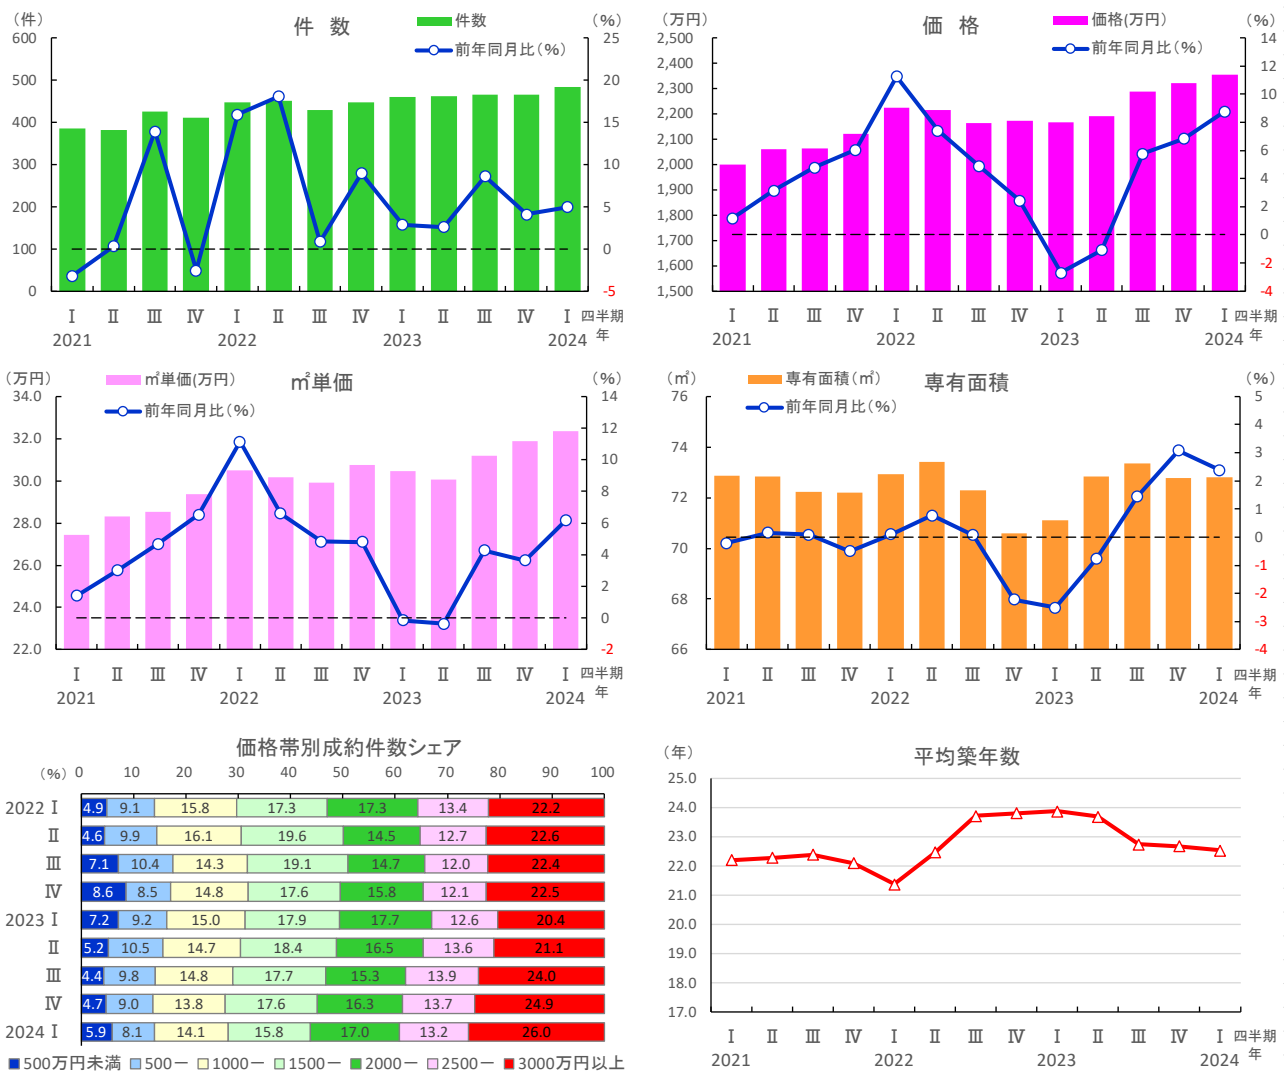 件　数
(件)
(%)
件数
前年同月比(%)
600 500 400 300 200 100 0
25 20 15 10 5 0 -5
Ⅰ Ⅱ Ⅲ Ⅳ Ⅰ Ⅱ Ⅲ Ⅳ Ⅰ Ⅱ Ⅲ Ⅳ Ⅰ 四半期
2021 2022 2023 2024 年
価　格
(万円)
(%)
価格(万円)
前年同月比(%)
2,500 2,400 2,300 2,200 2,100 2,000 1,900 1,800 1,700 1,600 1,500
14 12 10 8 6 4 2 0 -2 -4
Ⅰ Ⅱ Ⅲ Ⅳ Ⅰ Ⅱ Ⅲ Ⅳ Ⅰ Ⅱ Ⅲ Ⅳ Ⅰ 四半期
2021 2022 2023 2024 年
㎡単価
(万円)
(%)
㎡単価(万円)
前年同月比(%)
34.0 32.0 30.0 28.0 26.0 24.0 22.0
14 12 10 8 6 4 2 0 -2
Ⅰ Ⅱ Ⅲ Ⅳ Ⅰ Ⅱ Ⅲ Ⅳ Ⅰ Ⅱ Ⅲ Ⅳ Ⅰ 四半期
2021 2022 2023 2024 年
専有面積
(㎡)
(%)
専有面積(㎡)
前年同月比(%)
76 74 72 70 68 66
5 4 3 2 1 0 -1 -2 -3 -4
Ⅰ Ⅱ Ⅲ Ⅳ Ⅰ Ⅱ Ⅲ Ⅳ Ⅰ Ⅱ Ⅲ Ⅳ Ⅰ 四半期
2021 2022 2023 2024 年
価格帯別成約件数シェア
(%) 0 10 20 30 40 50 60 70 80 90 100
2022 Ⅰ 4.9 9.1 15.8 17.3 17.3 13.4 22.2
Ⅱ 4.6 9.9 16.1 19.6 14.5 12.7 22.6
Ⅲ 7.1 10.4 14.3 19.1 14.7 12.0 22.4
Ⅳ 8.6 8.5 14.8 17.6 15.8 12.1 22.5
2023 Ⅰ 7.2 9.2 15.0 17.9 17.7 12.6 20.4
Ⅱ 5.2 10.5 14.7 18.4 16.5 13.6 21.1
Ⅲ 4.4 9.8 14.8 17.7 15.3 13.9 24.0
Ⅳ 4.7 9.0 13.8 17.6 16.3 13.7 24.9
2024 Ⅰ 5.9 8.1 14.1 15.8 17.0 13.2 26.0
500万円未満 500ー 1000ー 1500ー 2000ー 2500ー 3000万円以上
平均築年数
(年)
25.0 24.0 23.0 22.0 21.0 20.0 19.0 18.0 17.0
Ⅰ Ⅱ Ⅲ Ⅳ Ⅰ Ⅱ Ⅲ Ⅳ Ⅰ Ⅱ Ⅲ Ⅳ Ⅰ 四半期
2021 2022 2023 2024 年